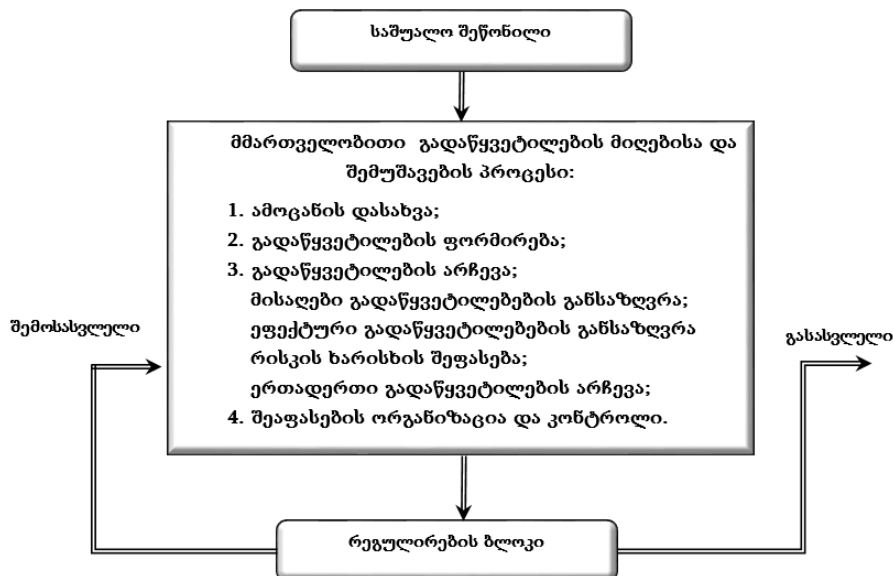 საშუალო შეწონილი
მმართველობითი გადაწყვეტილების მიღებისა და
შემუშავების პროცესი:
1. ამოცანის დასახვა;
2. გადაწყვეტილების ფორმირება;
3. გადაწყვეტილების არჩევა;
მისაღები გადაწყვეტილებების განსაზღვრა;
ეფექტური გადაწყვეტილებების განსაზღვრა
რისკის ხარისხის შეფასება;
ერთადერთი გადაწყვეტილების არჩევა;
4. შეაფასების ორგანიზაცია და კონტროლი.
შემოსასვლელი
გასასვლელი
რეგულირების ბლოკი